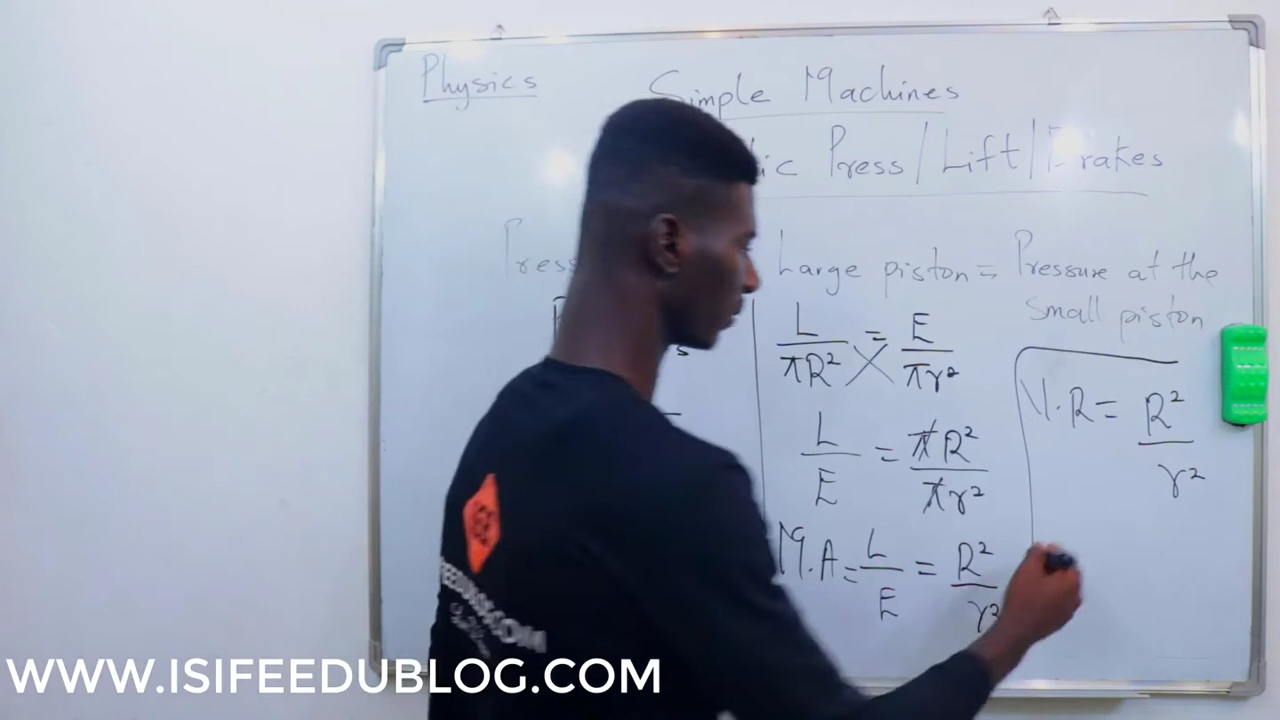 Physics
Simple Machines
Press/Lift/Brakes
Large piston = Pressure at the
small piston
L/πR² = E/πr²
L/E = πR²/πr²
M.A = L/E = R²/r²
V.R = R²/r²
WWW.ISIFEEDUBLOG.COM